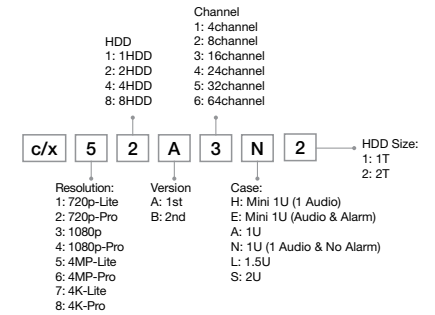 Channel
1: 4channel
2: 8channel
3: 16channel
4: 24channel
5: 32channel
6: 64channel
HDD
1: 1HDD
2: 2HDD
4: 4HDD
8: 8HDD
c/x 5 2 A 3 N 2
HDD Size:
1: 1T
2: 2T
Resolution:
1: 720p-Lite
2: 720p-Pro
3: 1080p
4: 1080p-Pro
5: 4MP-Lite
6: 4MP-Pro
7: 4K-Lite
8: 4K-Pro
Version
A: 1st
B: 2nd
Case:
H: Mini 1U (1 Audio)
E: Mini 1U (Audio & Alarm)
A: 1U
N: 1U (1 Audio & No Alarm)
L: 1.5U
S: 2U